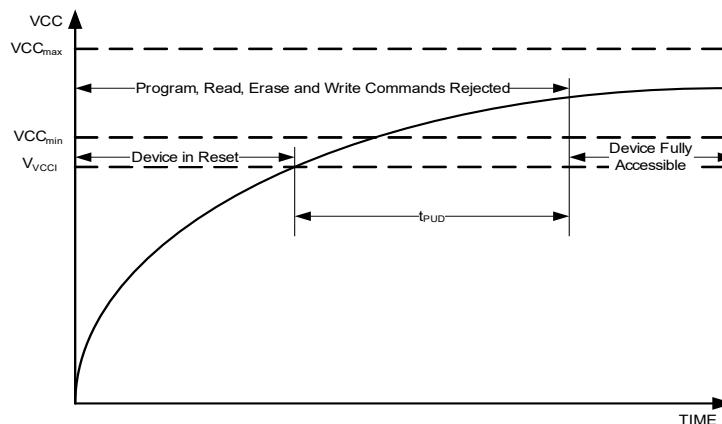 VCC
VCCmax
Program, Read, Erase and Write Commands Rejected
VCCmin
Device in Reset
Device Fully
Accessible
VVCCI
tPUD
TIME